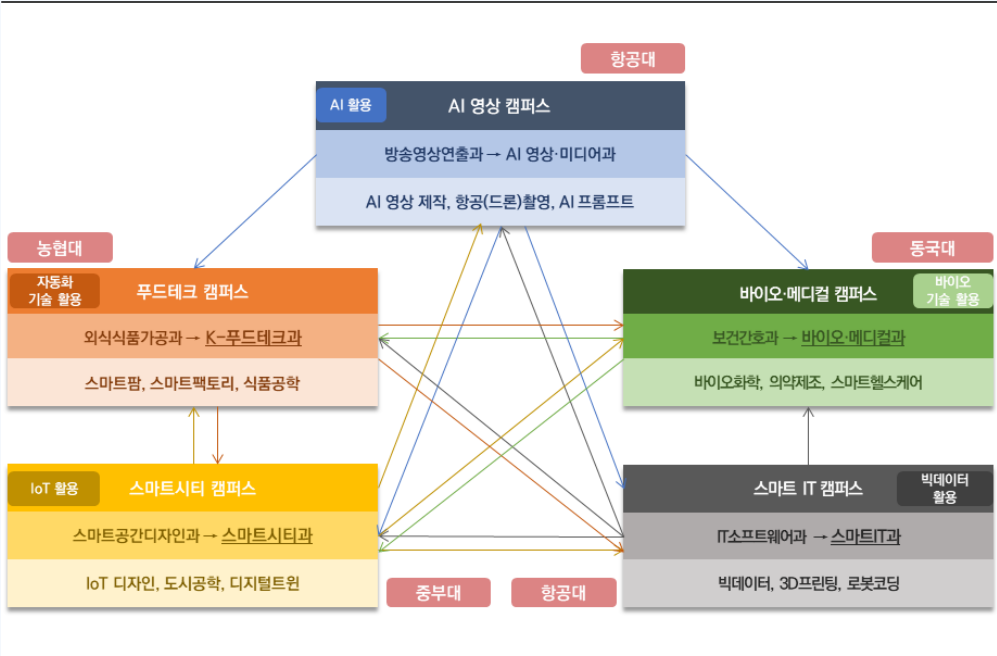 항공대
AI 활용
AI 영상 캠퍼스
방송영상연출과 → AI 영상·미디어과
AI 영상 제작, 항공(드론)촬영, AI 프롬프트
농협대
동국대
자동화
기술 활용
푸드테크 캠퍼스
외식식품가공과 → K-푸드테크과
스마트팜, 스마트팩토리, 식품공학
바이오·메디컬 캠퍼스
바이오
기술 활용
보건간호과 → 바이오·메디컬과
바이오화학, 의약제조, 스마트헬스케어
IoT 활용
스마트시티 캠퍼스
스마트공간디자인과 → 스마트시티과
IoT 디자인, 도시공학, 디지털트윈
스마트 IT 캠퍼스
빅데이터
활용
IT소프트웨어과 → 스마트IT과
빅데이터, 3D프린팅, 로봇코딩
중부대
항공대